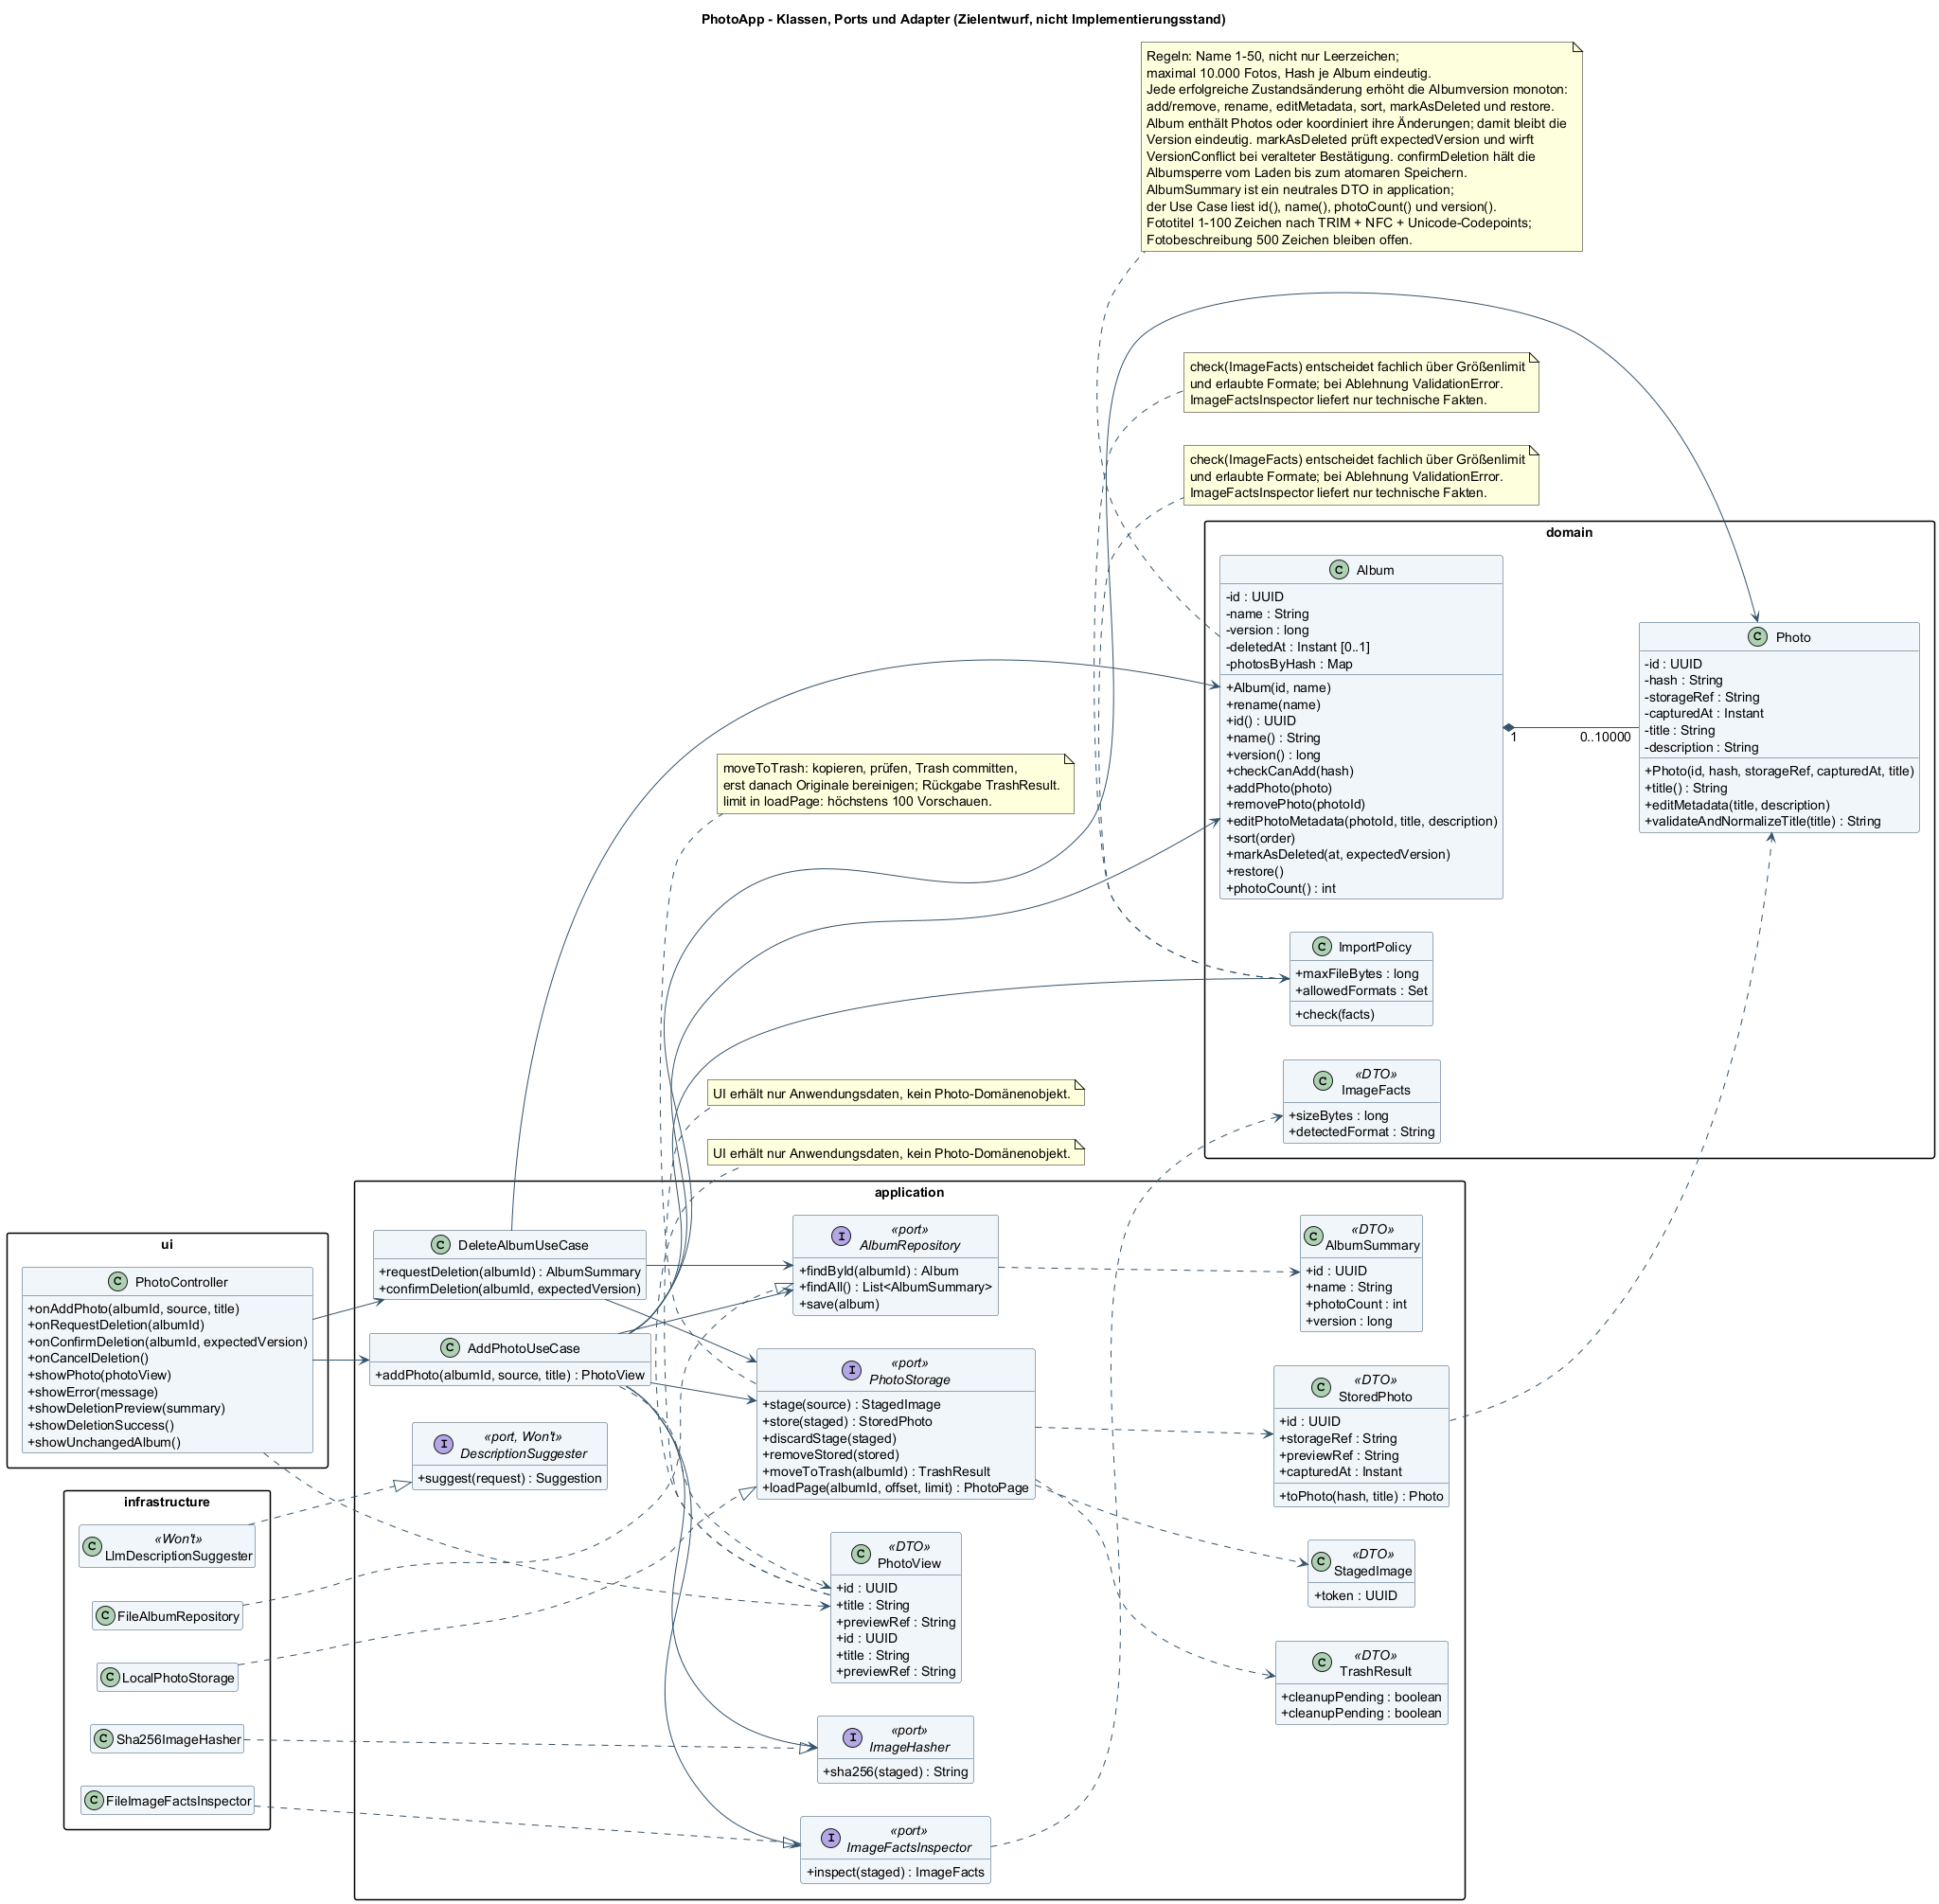 PhotoApp - Klassen, Ports und Adapter (Zielentwurf, nicht Implementierungsstand)
Regeln: Name 1-50, nicht nur Leerzeichen;
maximal 10.000 Fotos, Hash je Album eindeutig.
Jede erfolgreiche Zustandsänderung erhöht die Albumversion monoton:
add/remove, rename, editMetadata, sort, markAsDeleted und restore.
Album enthält Photos oder koordiniert ihre Änderungen; damit bleibt die
Version eindeutig. markAsDeleted prüft expectedVersion und wirft
VersionConflict bei veralteter Bestätigung. confirmDeletion hält die
Albumsperre vom Laden bis zum atomaren Speichern.
AlbumSummary ist ein neutrales DTO in application;
der Use Case liest id(), name(), photoCount() und version().
Fototitel 1-100 Zeichen nach TRIM + NFC + Unicode-Codepoints;
Fotobeschreibung 500 Zeichen bleiben offen.
check(ImageFacts) entscheidet fachlich über Größenlimit
und erlaubte Formate; bei Ablehnung ValidationError.
ImageFactsInspector liefert nur technische Fakten.
check(ImageFacts) entscheidet fachlich über Größenlimit
und erlaubte Formate; bei Ablehnung ValidationError.
ImageFactsInspector liefert nur technische Fakten.
domain
C Album
-id : UUID
-name : String
-version : long
-deletedAt : Instant [0..1]
-photosByHash : Map
+Album(id, name)
+rename(name)
+id() : UUID
+name() : String
+version() : long
+checkCanAdd(hash)
+addPhoto(photo)
+removePhoto(photoId)
+editPhotoMetadata(photoId, title, description)
+sort(order)
+markAsDeleted(at, expectedVersion)
+restore()
+photoCount() : int
1
0..10000
C Photo
-id : UUID
-hash : String
-storageRef : String
-capturedAt : Instant
-title : String
-description : String
+Photo(id, hash, storageRef, capturedAt, title)
+title() : String
+editMetadata(title, description)
+validateAndNormalizeTitle(title) : String
moveToTrash: kopieren, prüfen, Trash committen,
erst danach Originale bereinigen; Rückgabe TrashResult.
limit in loadPage: höchstens 100 Vorschauen.
C ImportPolicy
+maxFileBytes : long
+allowedFormats : Set
+check(facts)
C «DTO»
ImageFacts
+sizeBytes : long
+detectedFormat : String
UI erhält nur Anwendungsdaten, kein Photo-Domänenobjekt.
UI erhält nur Anwendungsdaten, kein Photo-Domänenobjekt.
application
ui
C PhotoController
+onAddPhoto(albumId, source, title)
+onRequestDeletion(albumId)
+onConfirmDeletion(albumId, expectedVersion)
+onCancelDeletion()
+showPhoto(photoView)
+showError(message)
+showDeletionPreview(summary)
+showDeletionSuccess()
+showUnchangedAlbum()
C DeleteAlbumUseCase
+requestDeletion(albumId) : AlbumSummary
+confirmDeletion(albumId, expectedVersion)
C AddPhotoUseCase
+addPhoto(albumId, source, title) : PhotoView
I «port, Won't»
DescriptionSuggester
+suggest(request) : Suggestion
I «port»
AlbumRepository
+findById(albumId) : Album
+findAll() : List<AlbumSummary>
+save(album)
I «port»
PhotoStorage
+stage(source) : StagedImage
+store(staged) : StoredPhoto
+discardStage(staged)
+removeStored(stored)
+moveToTrash(albumId) : TrashResult
+loadPage(albumId, offset, limit) : PhotoPage
C «DTO»
PhotoView
+id : UUID
+title : String
+previewRef : String
+id : UUID
+title : String
+previewRef : String
I «port»
ImageHasher
+sha256(staged) : String
I «port»
ImageFactsInspector
+inspect(staged) : ImageFacts
C «DTO»
AlbumSummary
+id : UUID
+name : String
+photoCount : int
+version : long
C «DTO»
StoredPhoto
+id : UUID
+storageRef : String
+previewRef : String
+capturedAt : Instant
+toPhoto(hash, title) : Photo
C «DTO»
StagedImage
+token : UUID
C «DTO»
TrashResult
+cleanupPending : boolean
+cleanupPending : boolean
infrastructure
C «Won't»
LlmDescriptionSuggester
C FileAlbumRepository
C LocalPhotoStorage
C Sha256ImageHasher
C FileImageFactsInspector